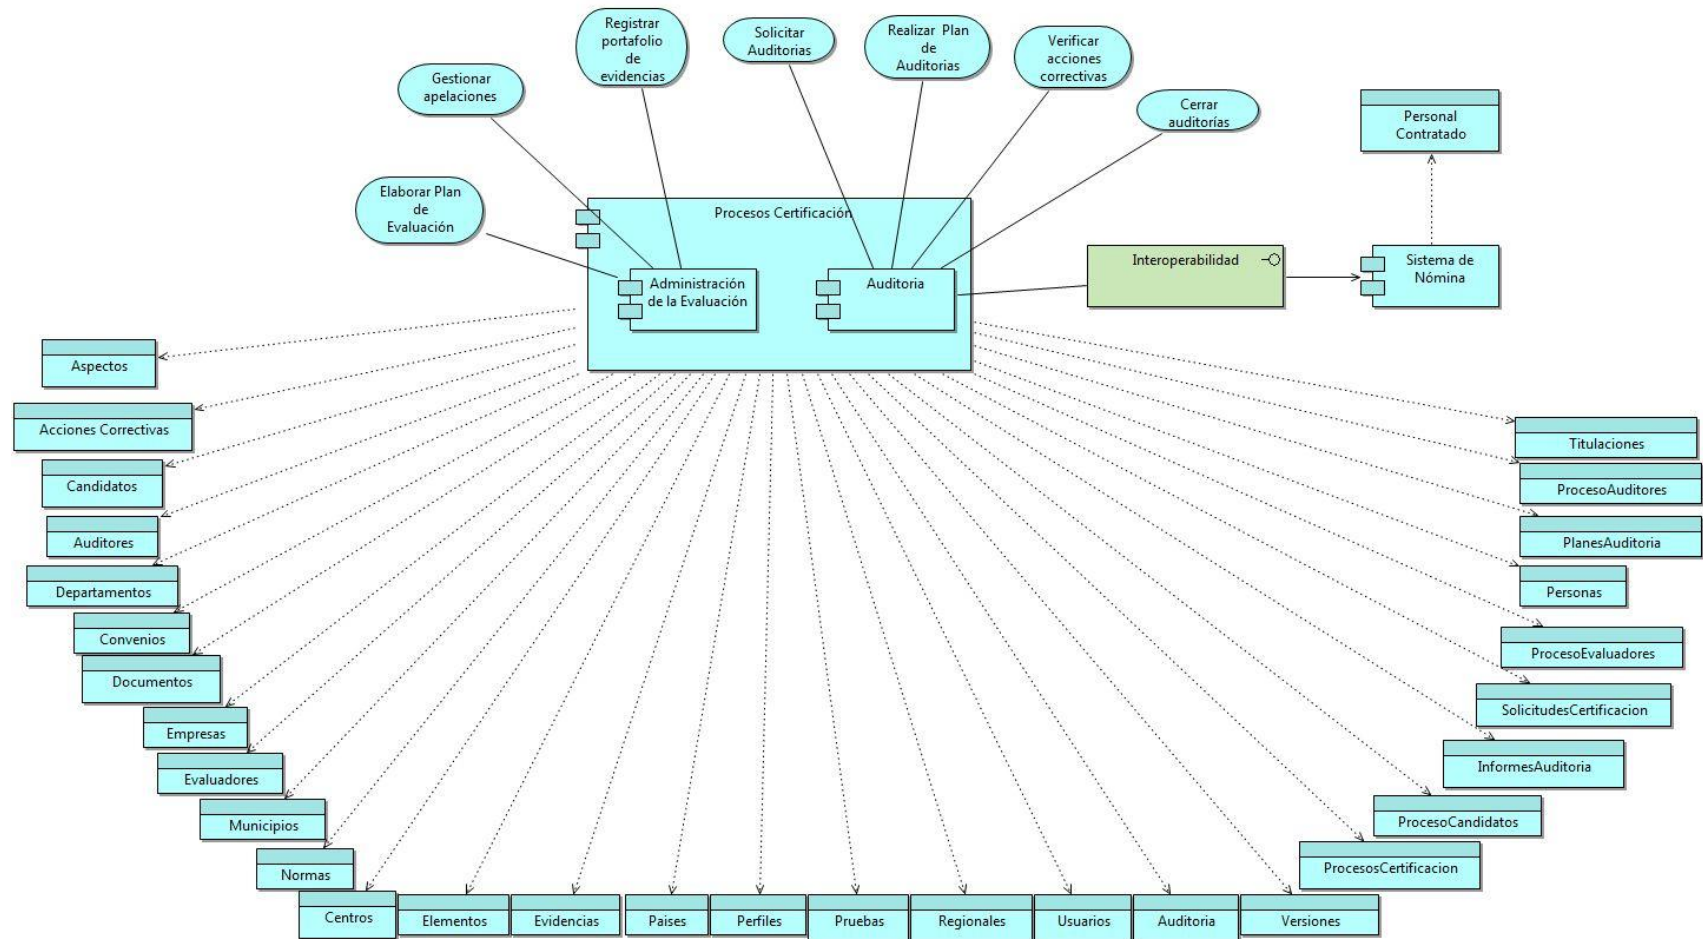 Registrar
portafolio
de
evidencias
Solicitar
Auditorias
Realizar Plan
de
Auditorias
Verificar
acciones
correctivas
Gestionar
apelaciones
Cerrar
auditorías
Personal
Contratado
Elaborar Plan
de
Evaluación
Procesos Certificación
Administración
de la Evaluación
Auditoria
Interoperabilidad
Sistema de
Nómina
Aspectos
Acciones Correctivas
Candidatos
Auditores
Departamentos
Convenios
Documentos
Empresas
Evaluadores
Municipios
Normas
Centros
Elementos
Evidencias
Paises
Perfiles
Pruebas
Regionales
Usuarios
Auditoria
Versiones
ProcesosCertificacion
ProcesoCandidatos
InformesAuditoria
SolicitudesCertificacion
ProcesoEvaluadores
Personas
PlanesAuditoria
ProcesoAuditores
Titulaciones